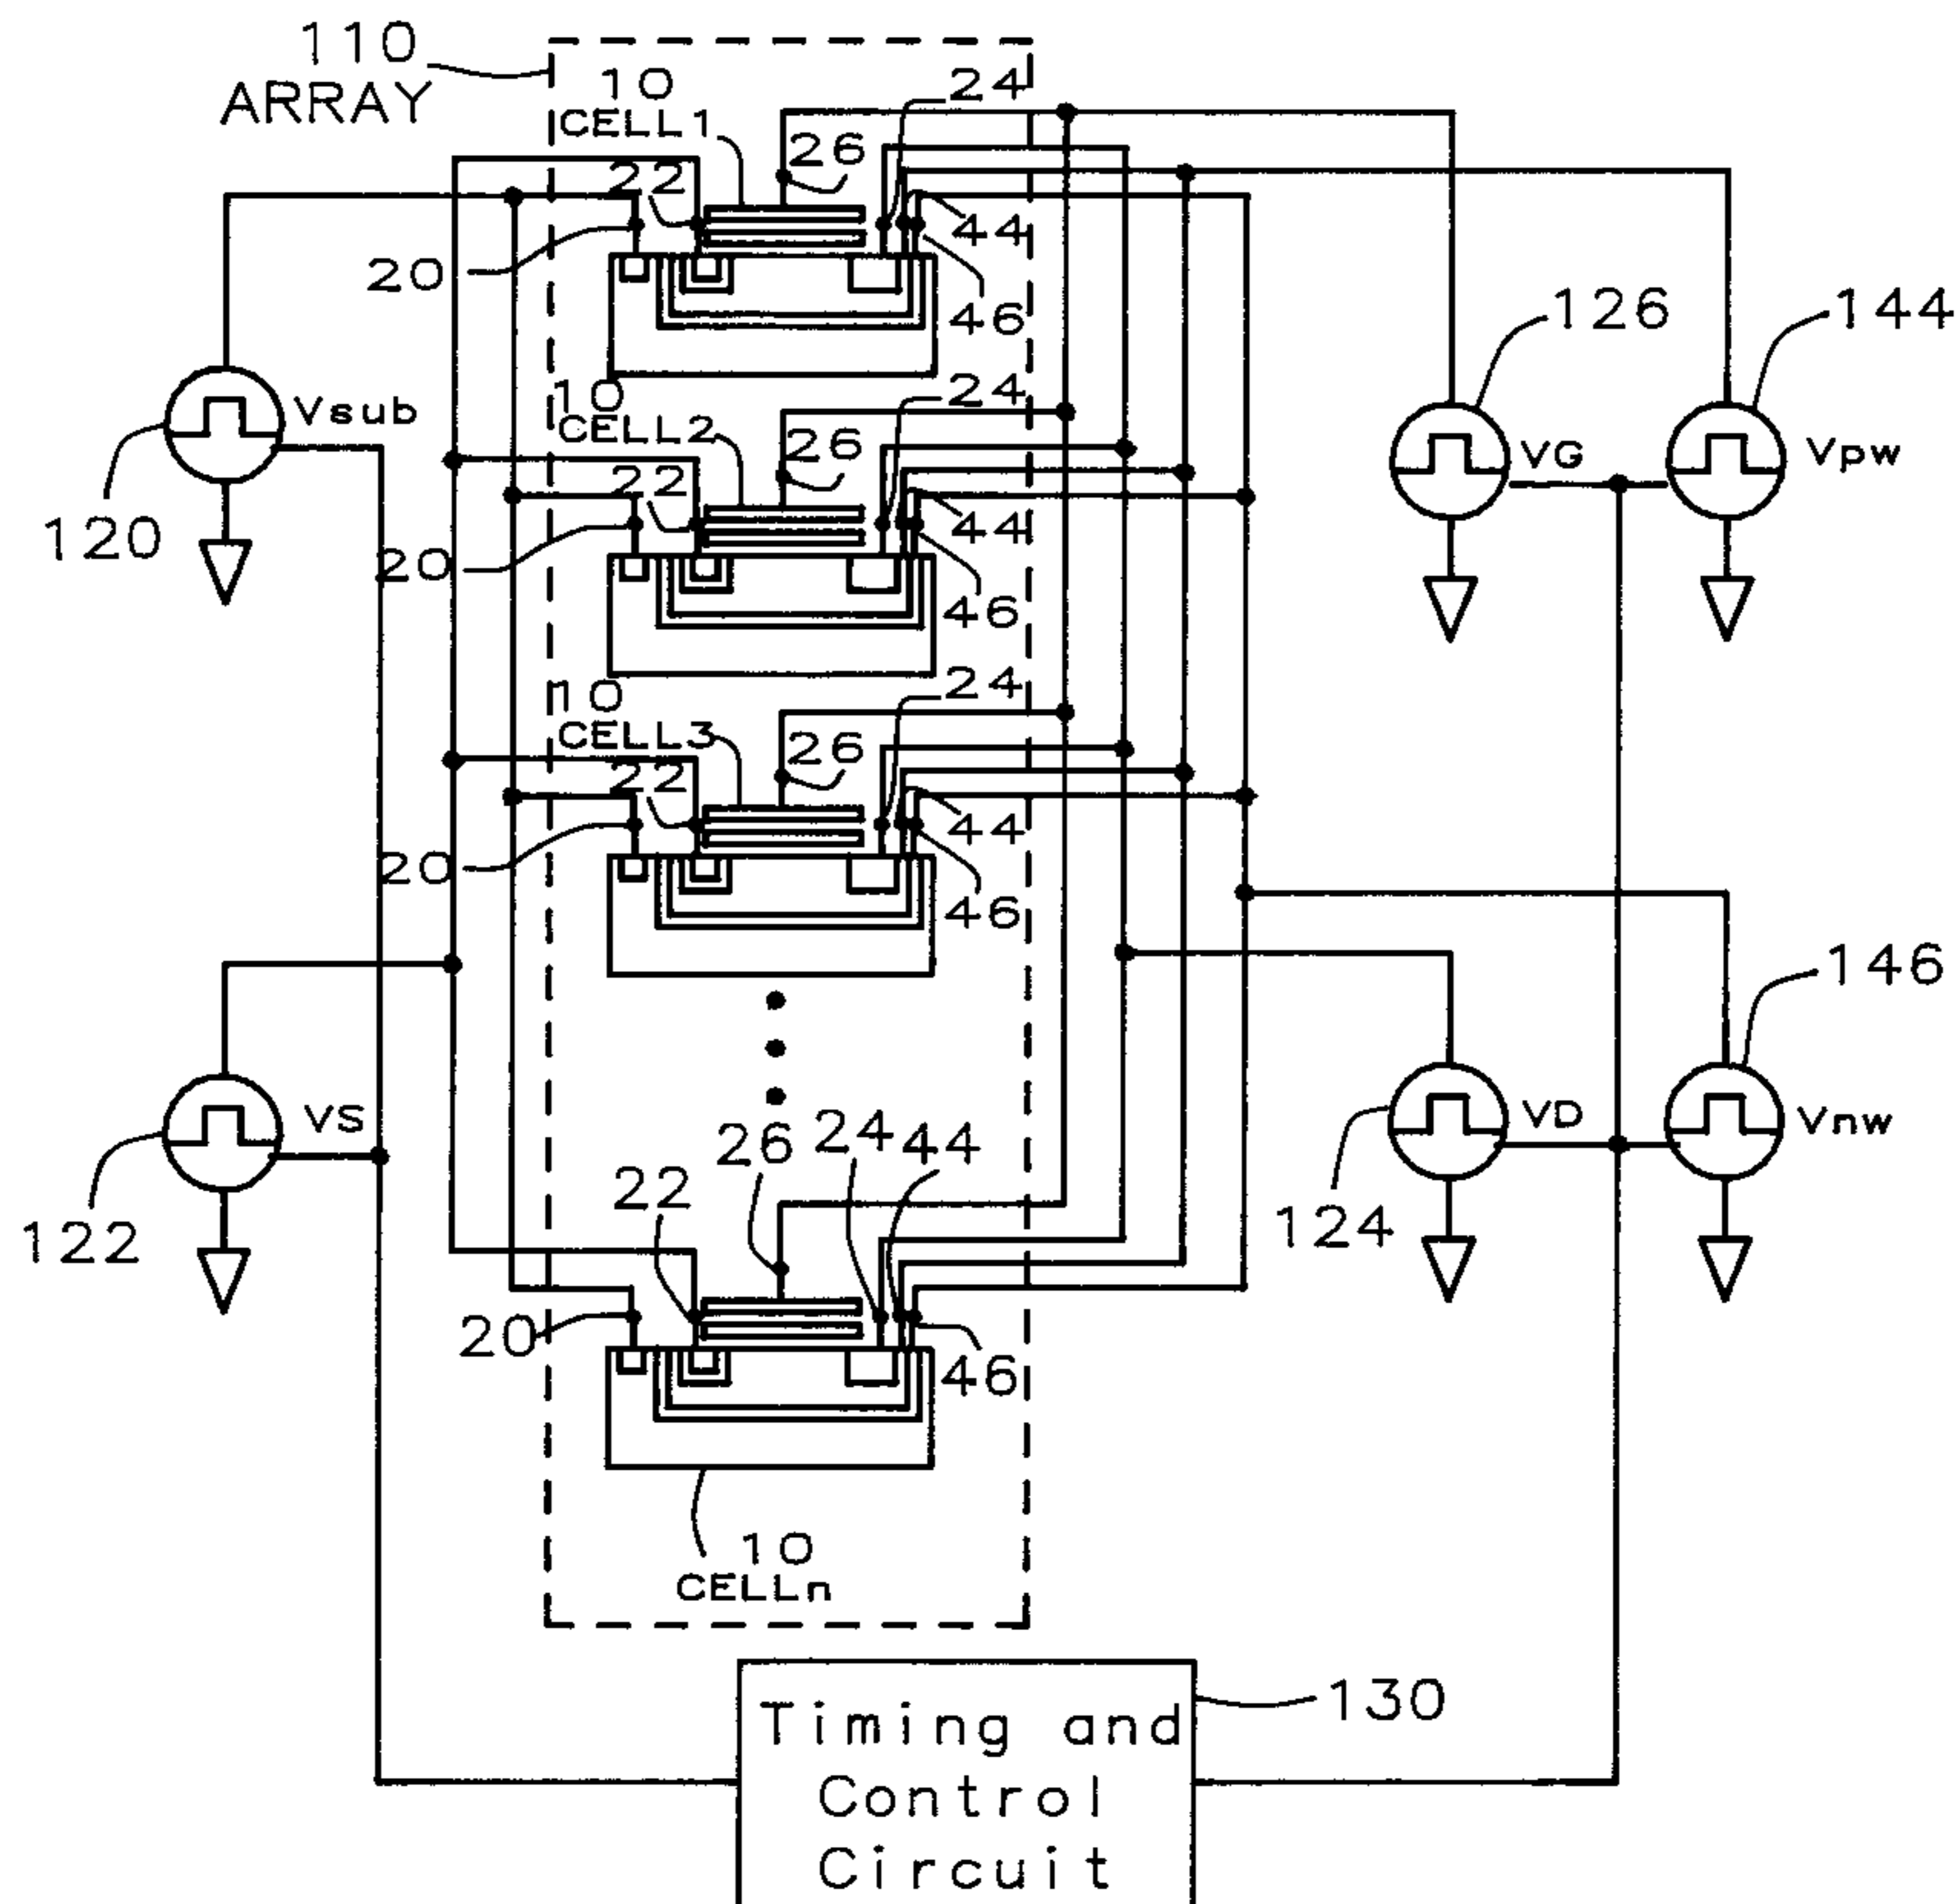 110
ARRAY
10
CELL1
24
26
22
44
20
46
126
144
Vsub
120
VG
Vpw
10
CELL2
24
26
22
44
20
46
10
CELL3
24
26
22
44
20
46
146
VS
122
VD
Vnw
124
26
24
44
22
20
46
10
CELLn
130
Timing and
Control
Circuit